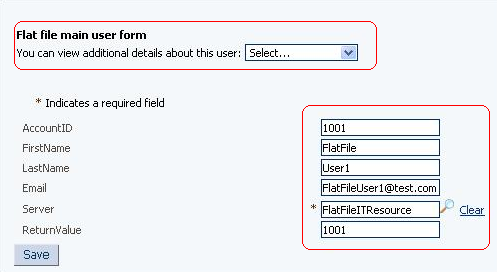 Flat file main user form
You can view additional details about this user: Select...
* Indicates a required field
AccountID 1001
FirstName FlatFile
LastName User1
Email FlatFileUser1@test.com
Server * FlatFileITResource Clear
ReturnValue 1001
Save